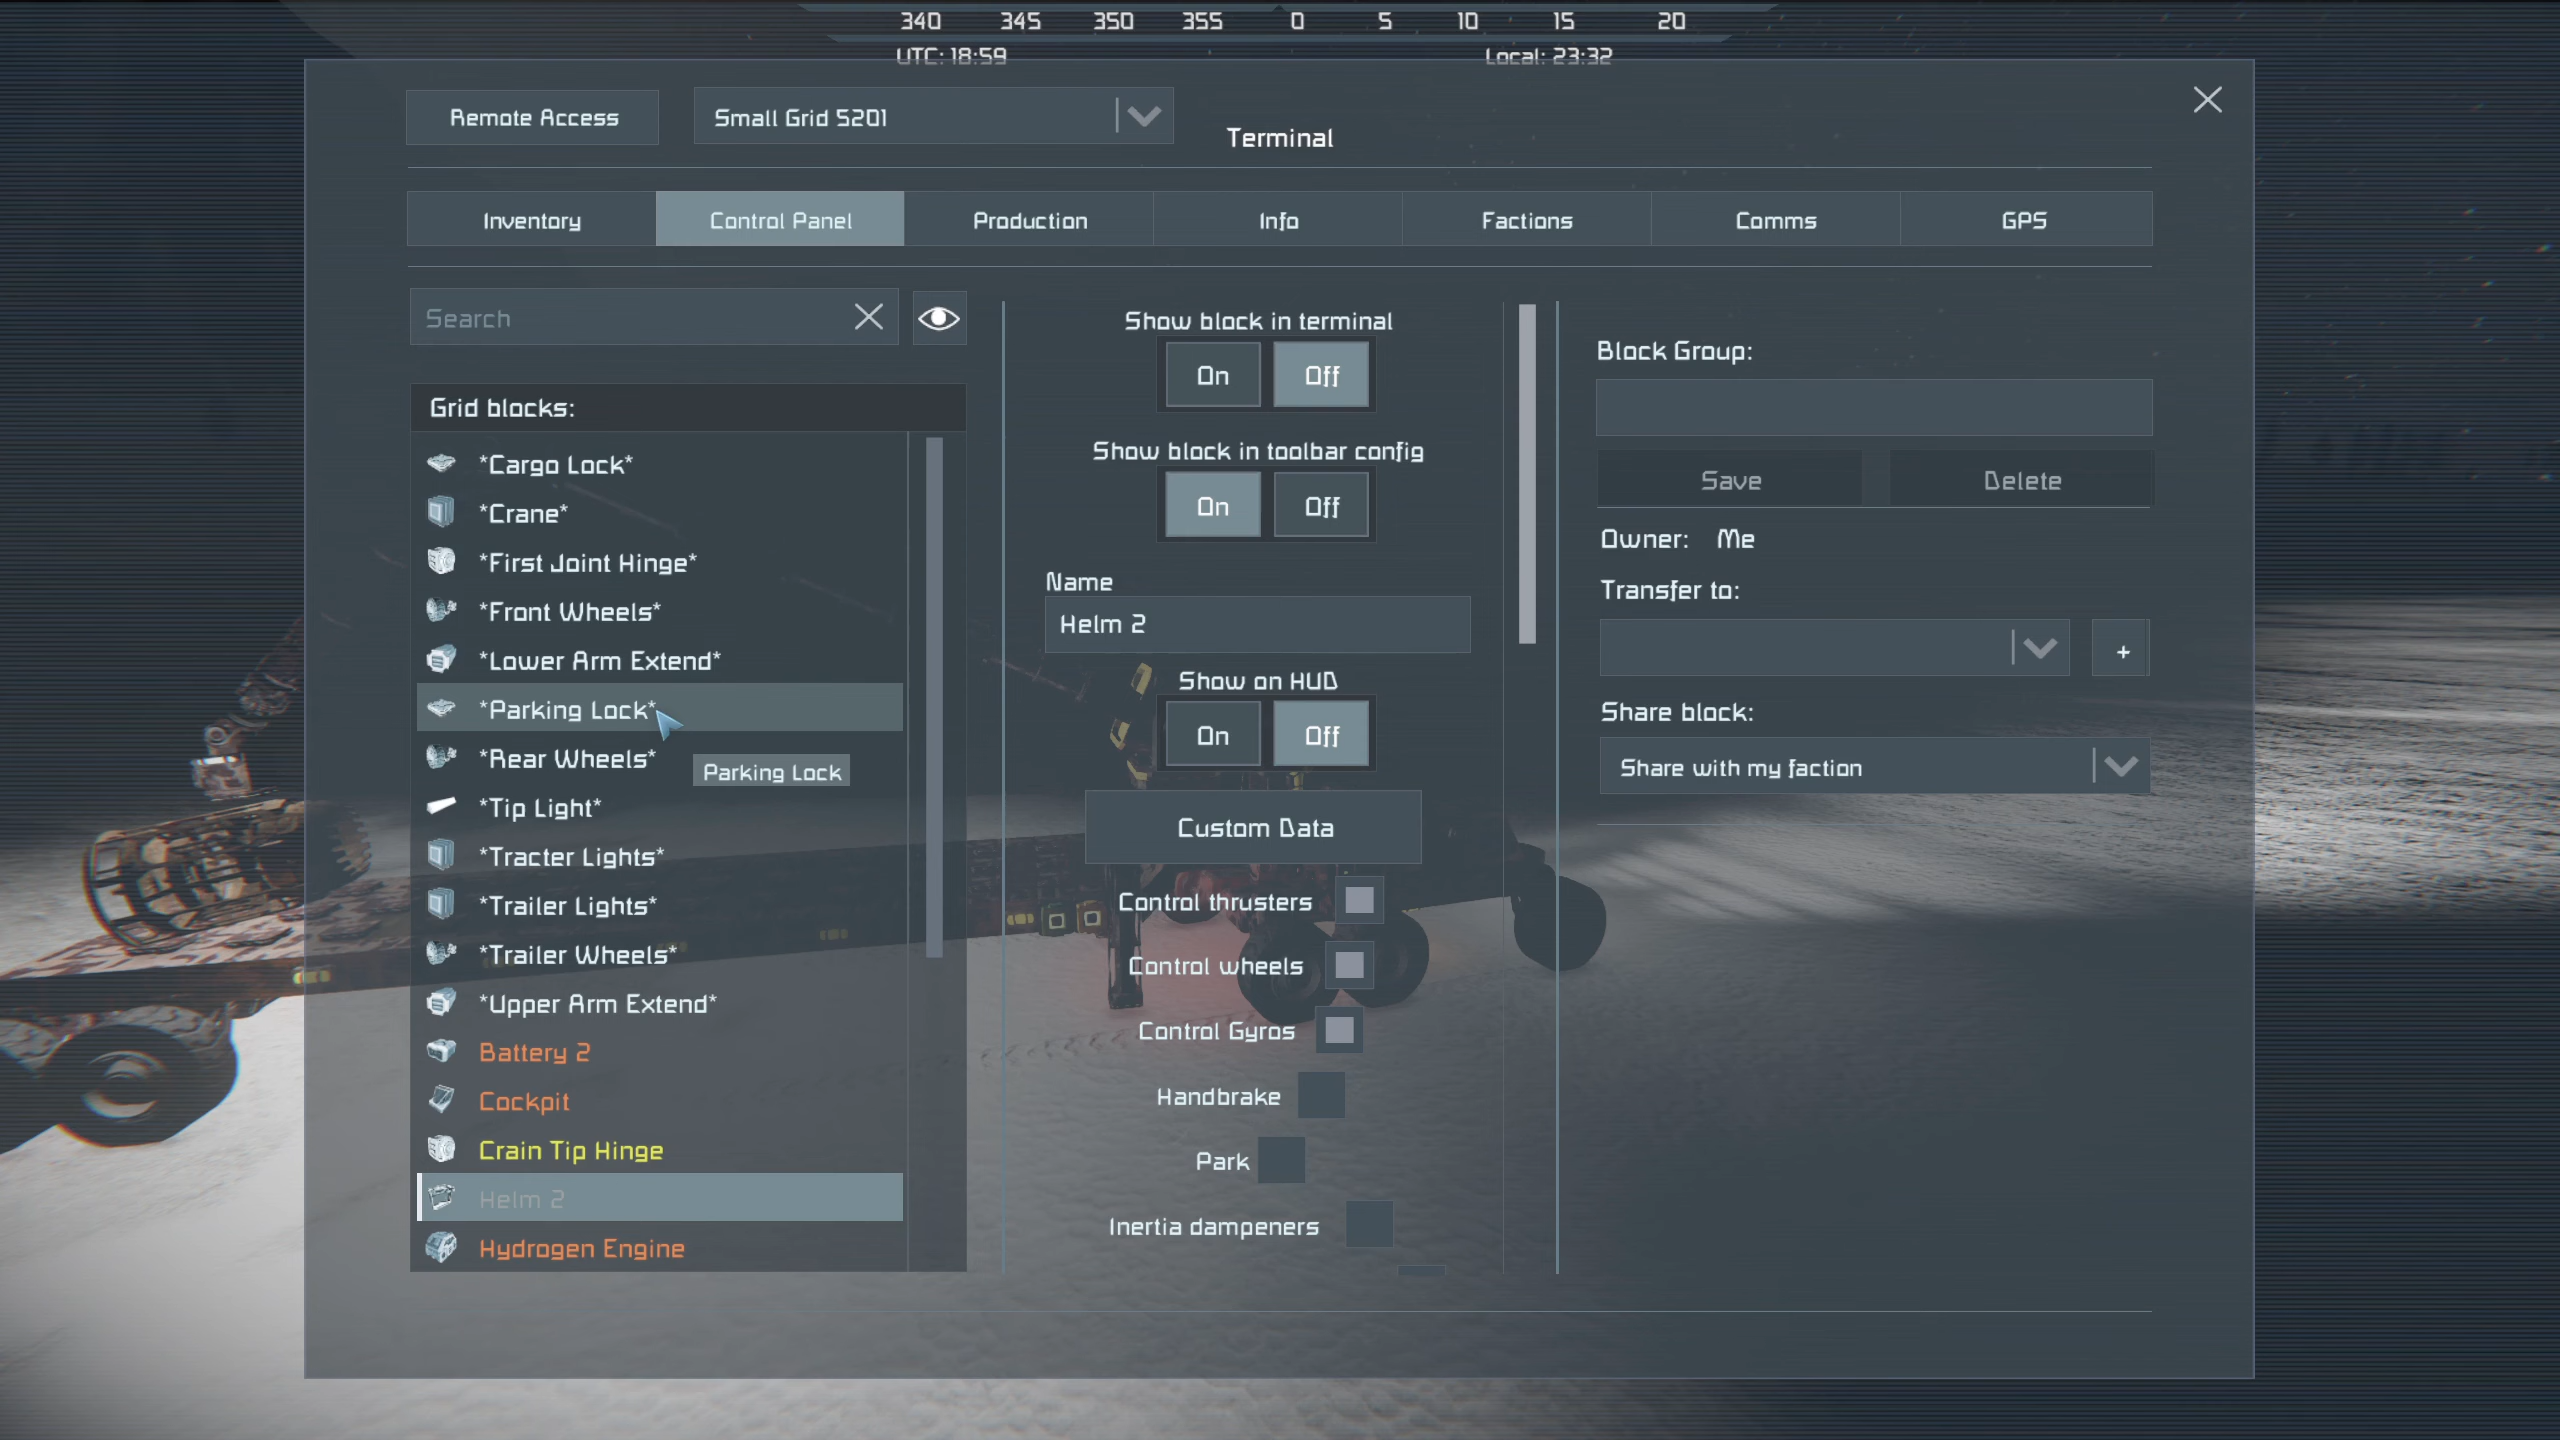 340 345 350 355 0 5 10 15 20
UTC: 18:59 Local: 23:32
Remote Access
Small Grid 5201
Terminal
Inventory
Control Panel
Production
Info
Factions
Comms
GPS
Search
Grid blocks:
*Cargo Lock*
*Crane*
*First Joint Hinge*
*Front Wheels*
*Lower Arm Extend*
*Parking Lock*
*Rear Wheels*
Parking Lock
*Tip Light*
*Tracter Lights*
*Trailer Lights*
*Trailer Wheels*
*Upper Arm Extend*
Battery 2
Cockpit
Crain Tip Hinge
Helm 2
Hydrogen Engine
Show block in terminal
On Off
Show block in toolbar config
On Off
Name
Helm 2
Show on HUD
On Off
Custom Data
Control thrusters
Control wheels
Control Gyros
Handbrake
Park
Inertia dampeners
Block Group:
Save Delete
Owner: Me
Transfer to:
+
Share block:
Share with my faction